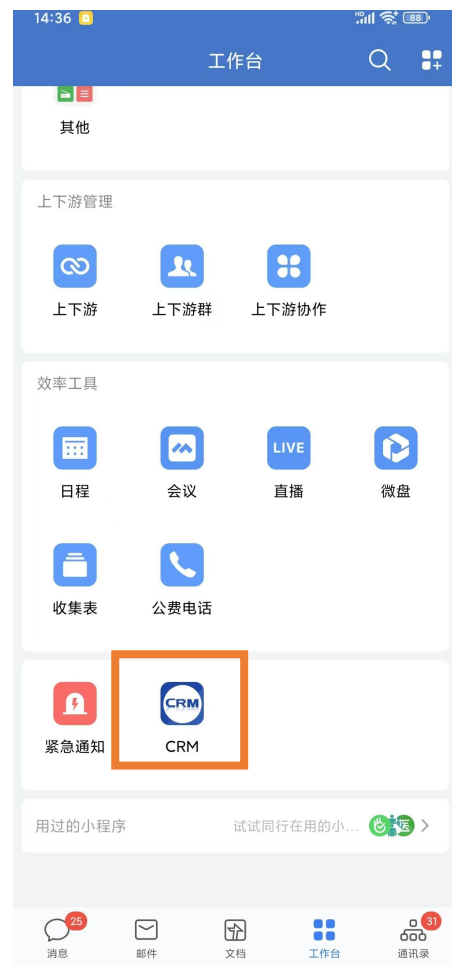 14:36 HD 88
工作台
其他
上下游管理
上下游 上下游群 上下游协作
效率工具
LIVE
日程 会议 直播 微盘
收集表 公费电话
CRM
紧急通知 CRM
用过的小程序 试试同行在用的小... 医
25 31
消息 邮件 文档 工作台 通讯录